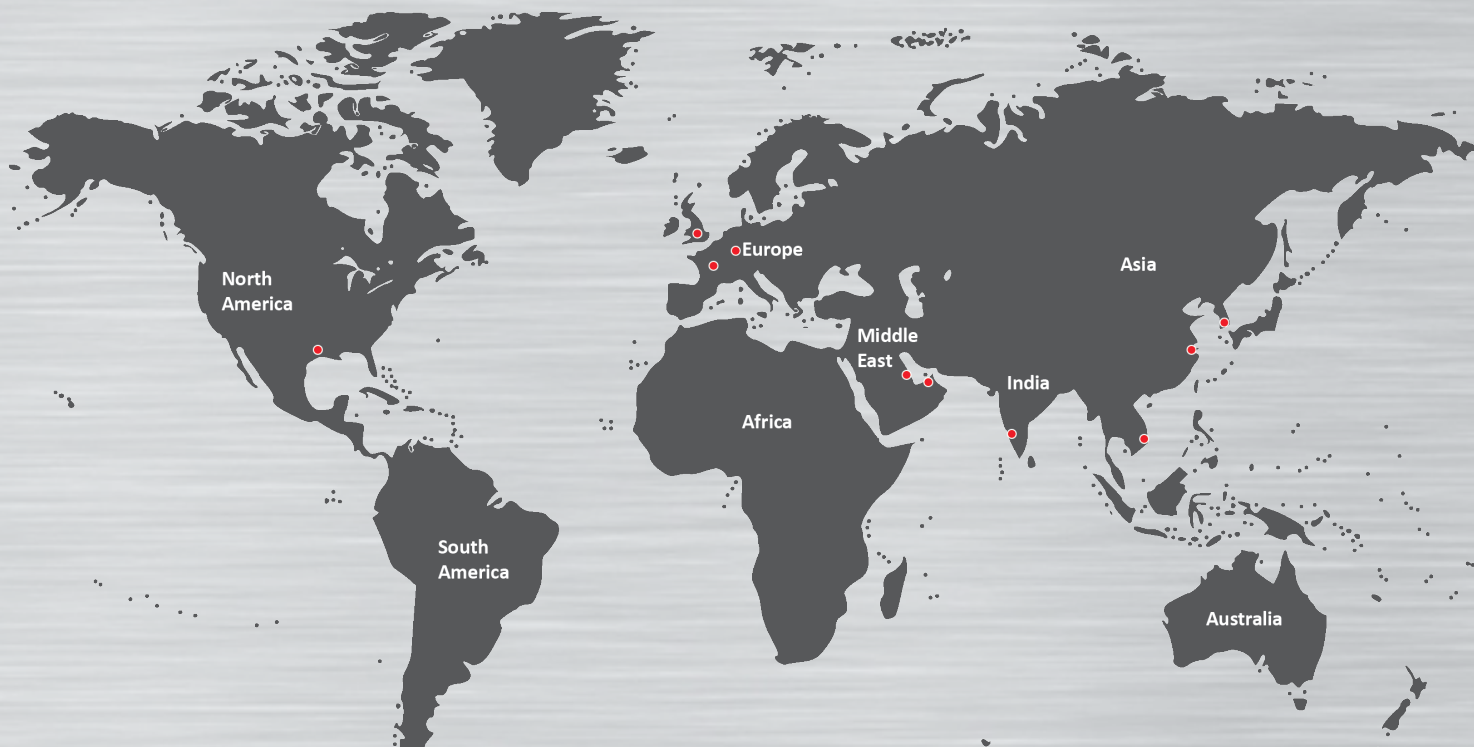 North
America
Europe
Asia
Middle
East
India
Africa
South
America
Australia